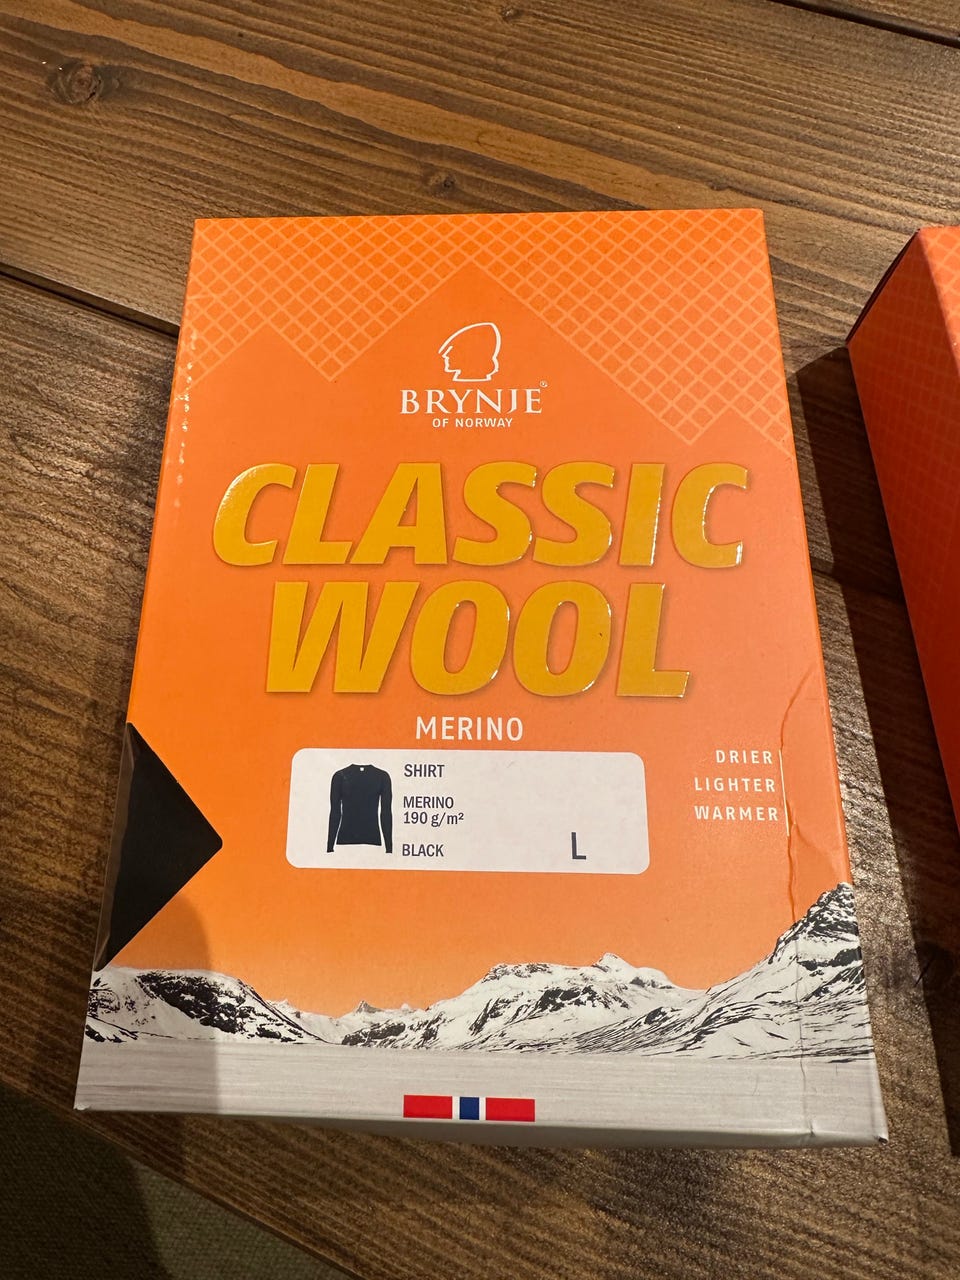 BRYNJE®
OF NORWAY
CLASSIC
WOOL
MERINO
SHIRT
MERINO
190 g/m²
BLACK
L
DRIER
LIGHTER
WARMER